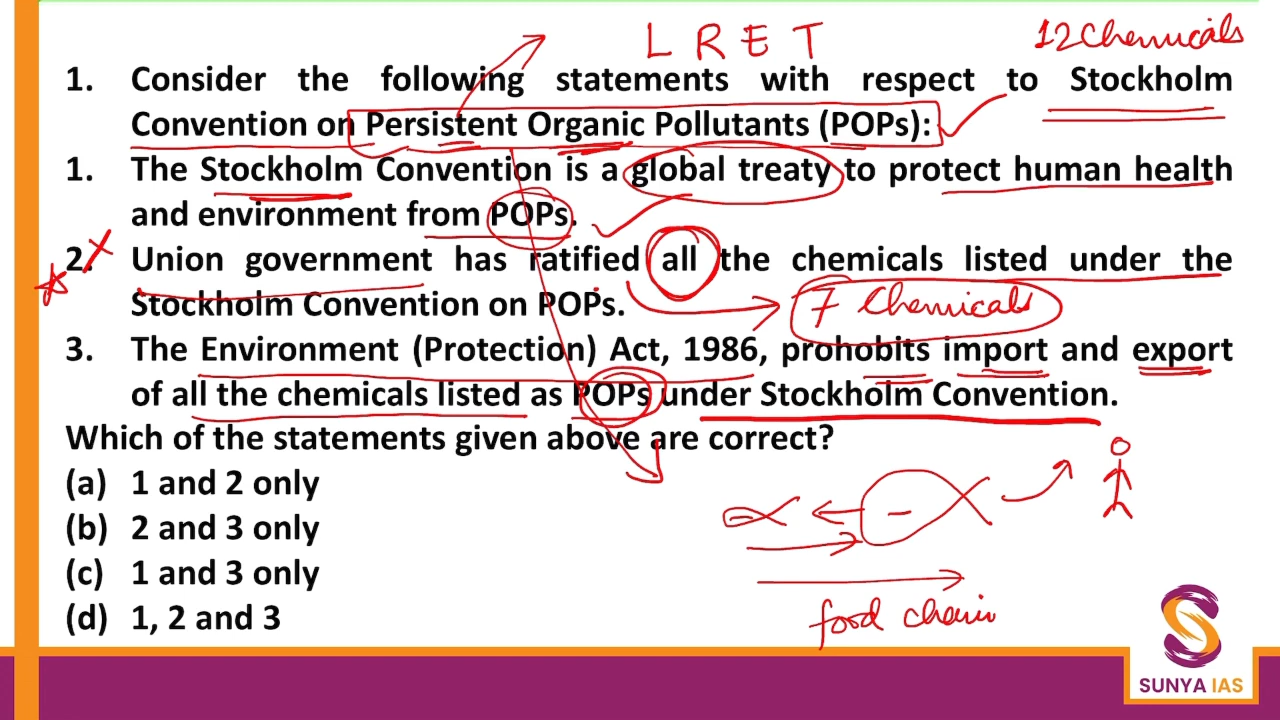 L R E T
12 Chemicals
1. Consider the following statements with respect to Stockholm
Convention on Persistent Organic Pollutants (POPs):
1. The Stockholm Convention is a global treaty to protect human health
and environment from POPs.
2. Union government has ratified all the chemicals listed under the
Stockholm Convention on POPs.
7 Chemicals
3. The Environment (Protection) Act, 1986, prohobits import and export
of all the chemicals listed as POPs under Stockholm Convention.
Which of the statements given above are correct?
(a) 1 and 2 only
(b) 2 and 3 only
(c) 1 and 3 only
(d) 1, 2 and 3
food chain
SUNYA IAS